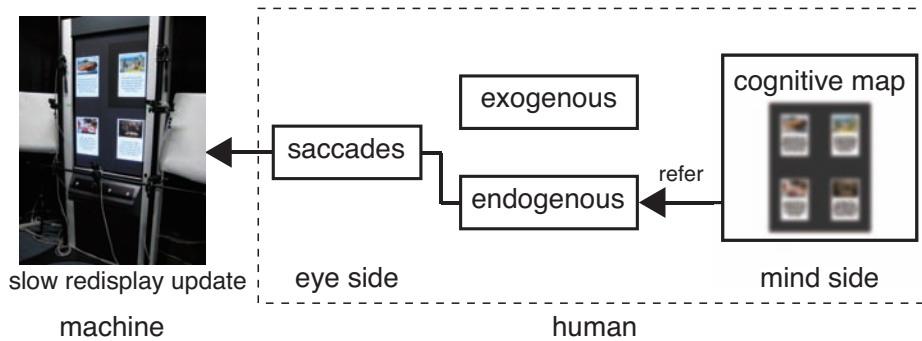 cognitive map
exogenous
saccades
refer
endogenous
slow redisplay update
eye side
mind side
machine
human